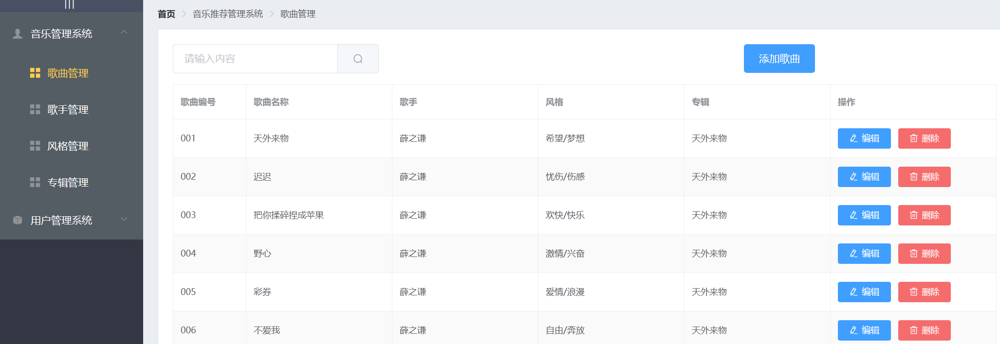 音乐管理系统
歌曲管理
歌手管理
风格管理
专辑管理
用户管理系统
首页 音乐推荐管理系统 歌曲管理
请输入内容 添加歌曲
歌曲编号 歌曲名称 歌手 风格 专辑 操作
001 天外来物 薛之谦 希望/梦想 天外来物 编辑 删除
002 迟迟 薛之谦 忧伤/伤感 天外来物 编辑 删除
003 把你揉碎捏成苹果 薛之谦 欢快/快乐 天外来物 编辑 删除
004 野心 薛之谦 激情/兴奋 天外来物 编辑 删除
005 彩券 薛之谦 爱情/浪漫 天外来物 编辑 删除
006 不爱我 薛之谦 自由/奔放 天外来物 编辑 删除